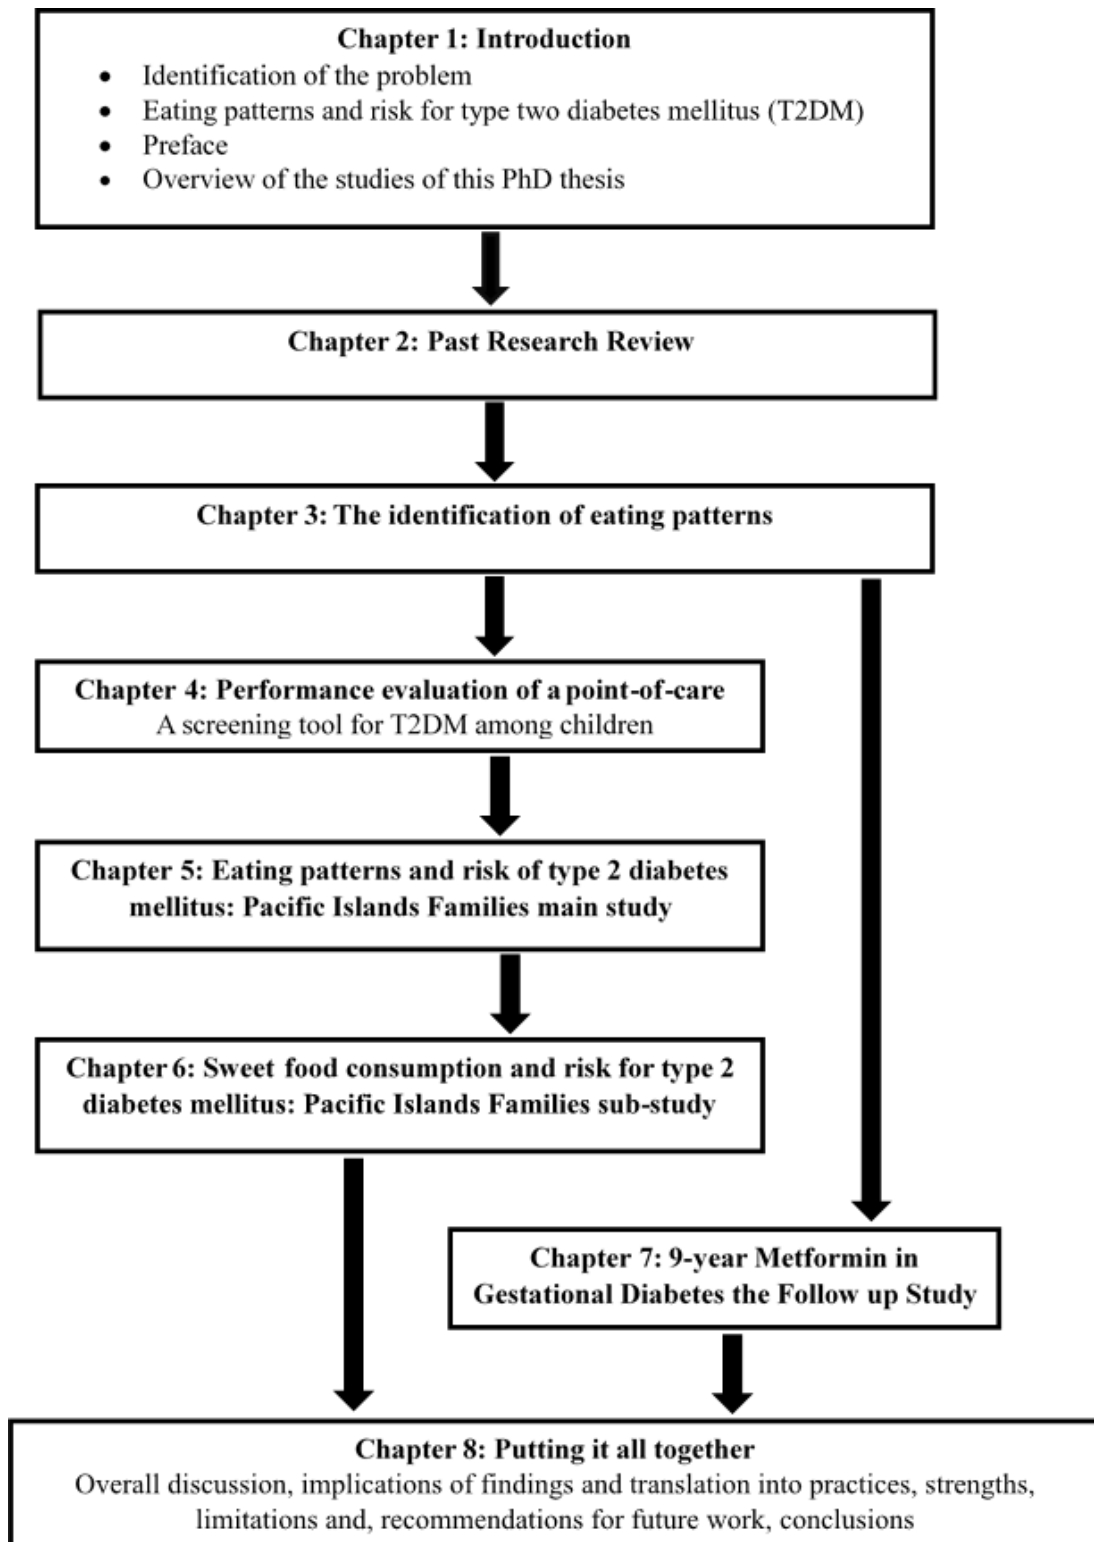 Chapter 1: Introduction
• Identification of the problem
• Eating patterns and risk for type two diabetes mellitus (T2DM)
• Preface
• Overview of the studies of this PhD thesis
Chapter 2: Past Research Review
Chapter 3: The identification of eating patterns
Chapter 4: Performance evaluation of a point-of-care
A screening tool for T2DM among children
Chapter 5: Eating patterns and risk of type 2 diabetes
mellitus: Pacific Islands Families main study
Chapter 6: Sweet food consumption and risk for type 2
diabetes mellitus: Pacific Islands Families sub-study
Chapter 7: 9-year Metformin in
Gestational Diabetes the Follow up Study
Chapter 8: Putting it all together
Overall discussion, implications of findings and translation into practices, strengths,
limitations and, recommendations for future work, conclusions